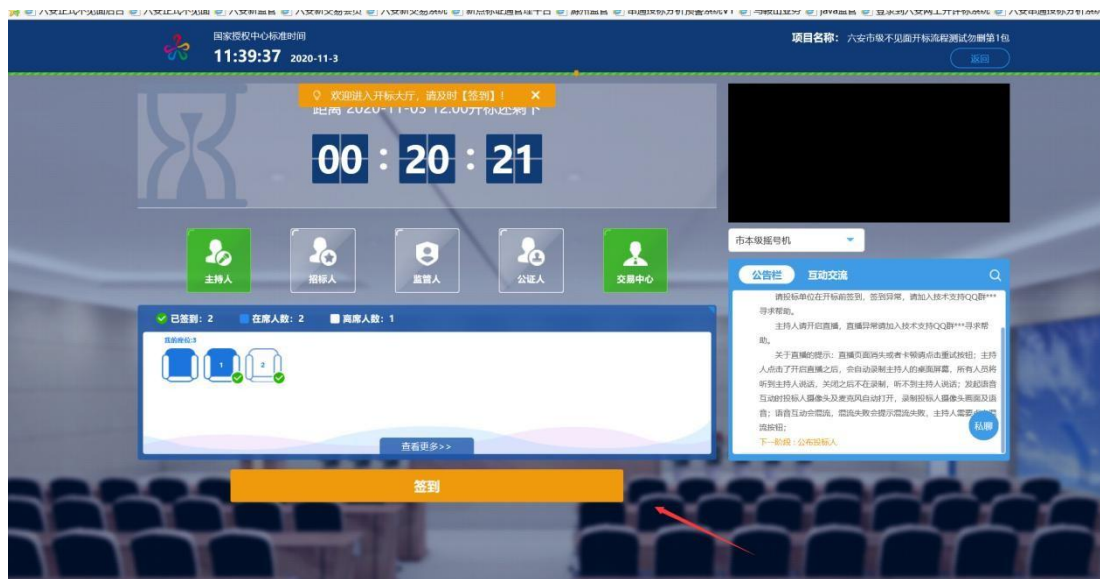 国家授权中心标准时间
11:39:37 2020-11-3
项目名称: 六安市级不见面开标流程测试勿删第1包
返回
欢迎进入开标大厅，请及时【签到】! ×
00 : 20 : 21
主持人
招标人
监管人
公证人
交易中心
已签到: 2 在席人数: 2 离席人数: 1
我的座位:3
1
2
查看更多>>
签到
市本级摇号机
公告栏 互动交流
请投标单位在开标前签到，签到异常，请加入技术支持QQ群***
寻求帮助。
主持人请开启直播，直播异常请加入技术支持QQ群***寻求帮
助。
关于直播的提示：直播页面消失或者卡顿请点击重试按钮；主持
人点击了开启直播之后，会自动录制主持人的桌面屏幕，所有人员将
听到主持人说话，关闭之后不在录制，听不到主持人说话；发起语音
互动时投标人摄像头及麦克风自动打开，录制投标人摄像头画面及语
音；语音互动会混流，混流失败会提示混流失败，主持人需要
流按钮；
私聊
下一阶段：公布投标人